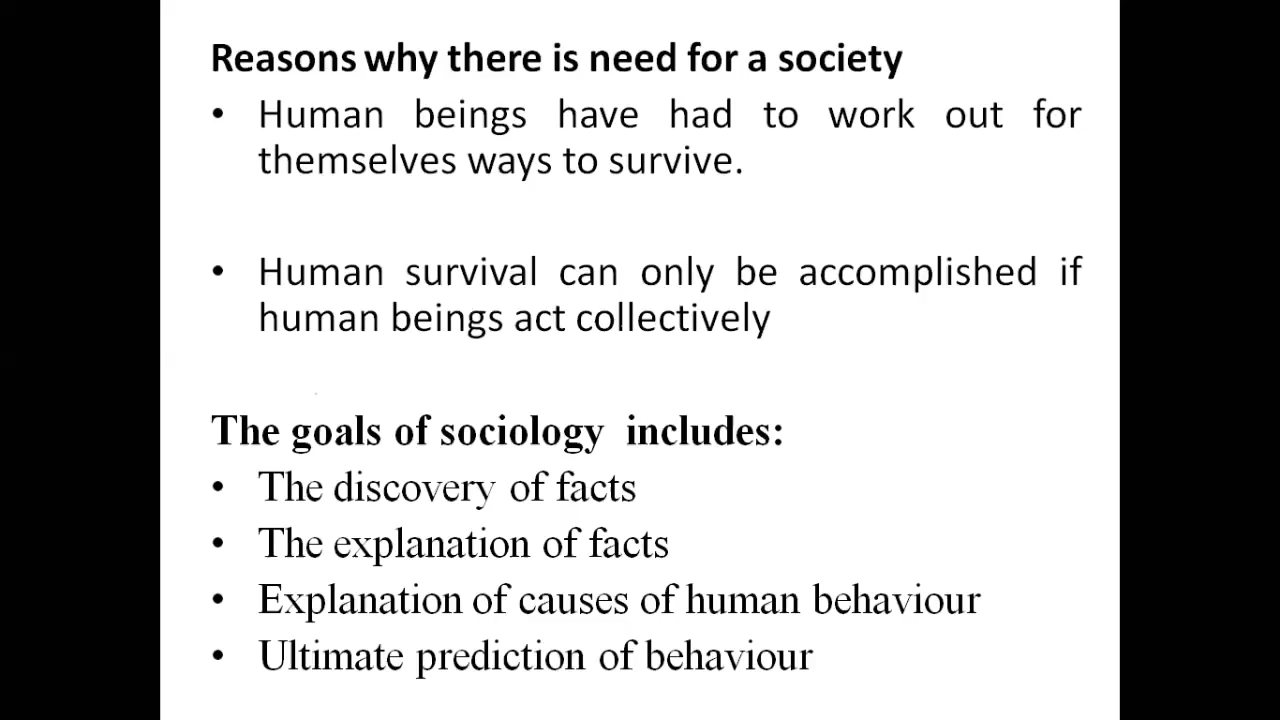 Reasons why there is need for a society
• Human beings have had to work out for
themselves ways to survive.
• Human survival can only be accomplished if
human beings act collectively
The goals of sociology includes:
• The discovery of facts
• The explanation of facts
• Explanation of causes of human behaviour
• Ultimate prediction of behaviour